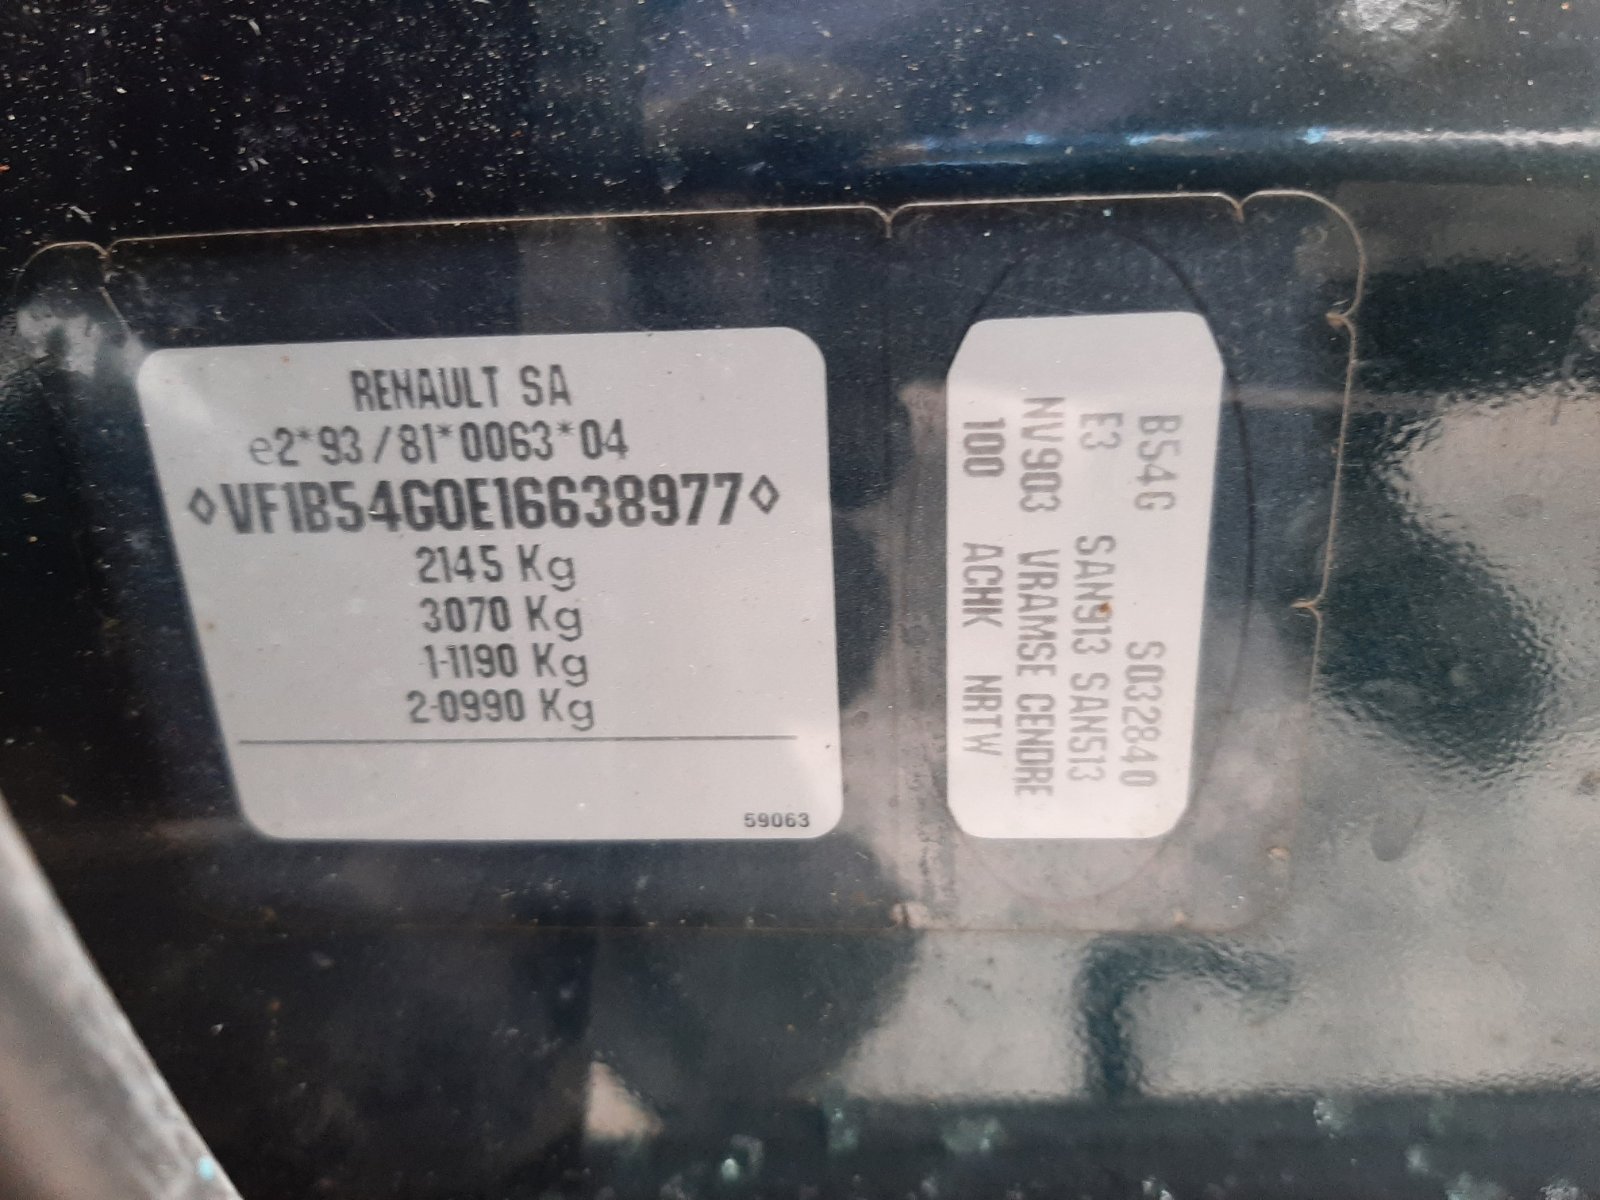 RENAULT SA
e2*93/81*0063*04
◊VF1B54G0E16638977◊
2145 Kg
3070 Kg
1-1190 Kg
2-0990 Kg
59063
B54G S032840
E3 SAN913 SAN513
NV903 VRAMSE CENDRE
100 ACHK NRTW